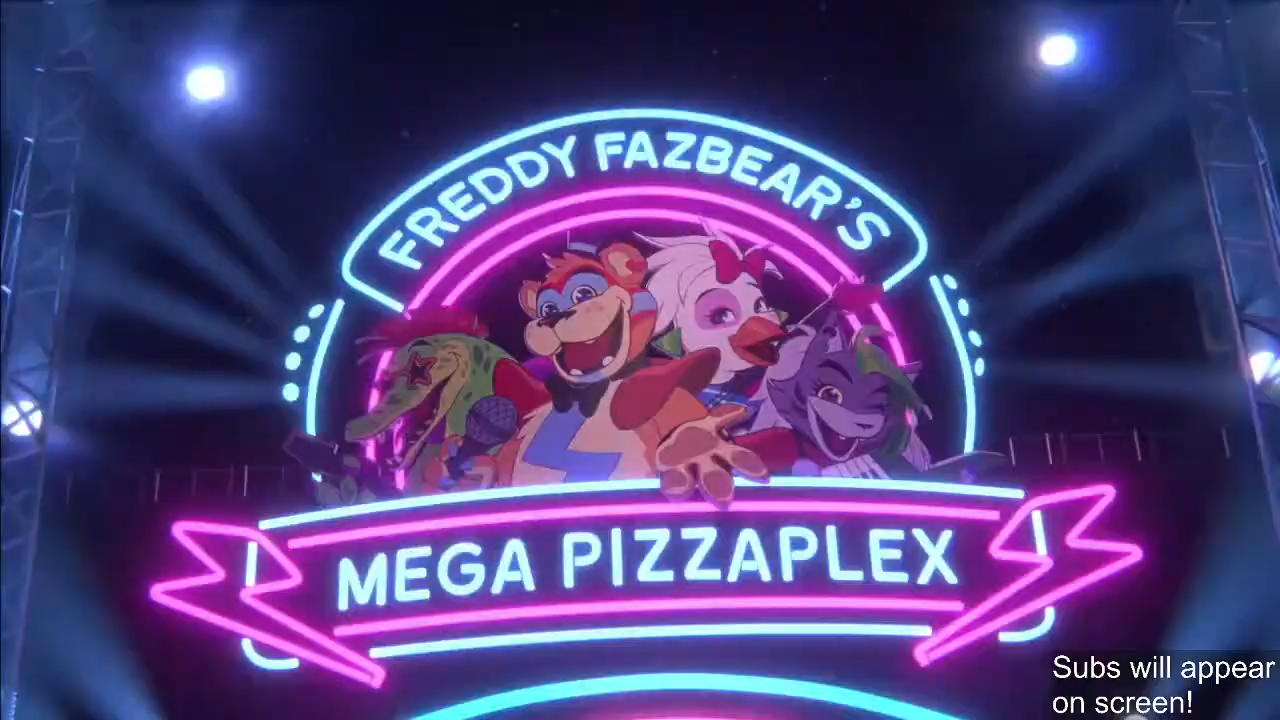 FREDDY FAZBEAR'S
MEGA PIZZAPLEX
Subs will appear
on screen!